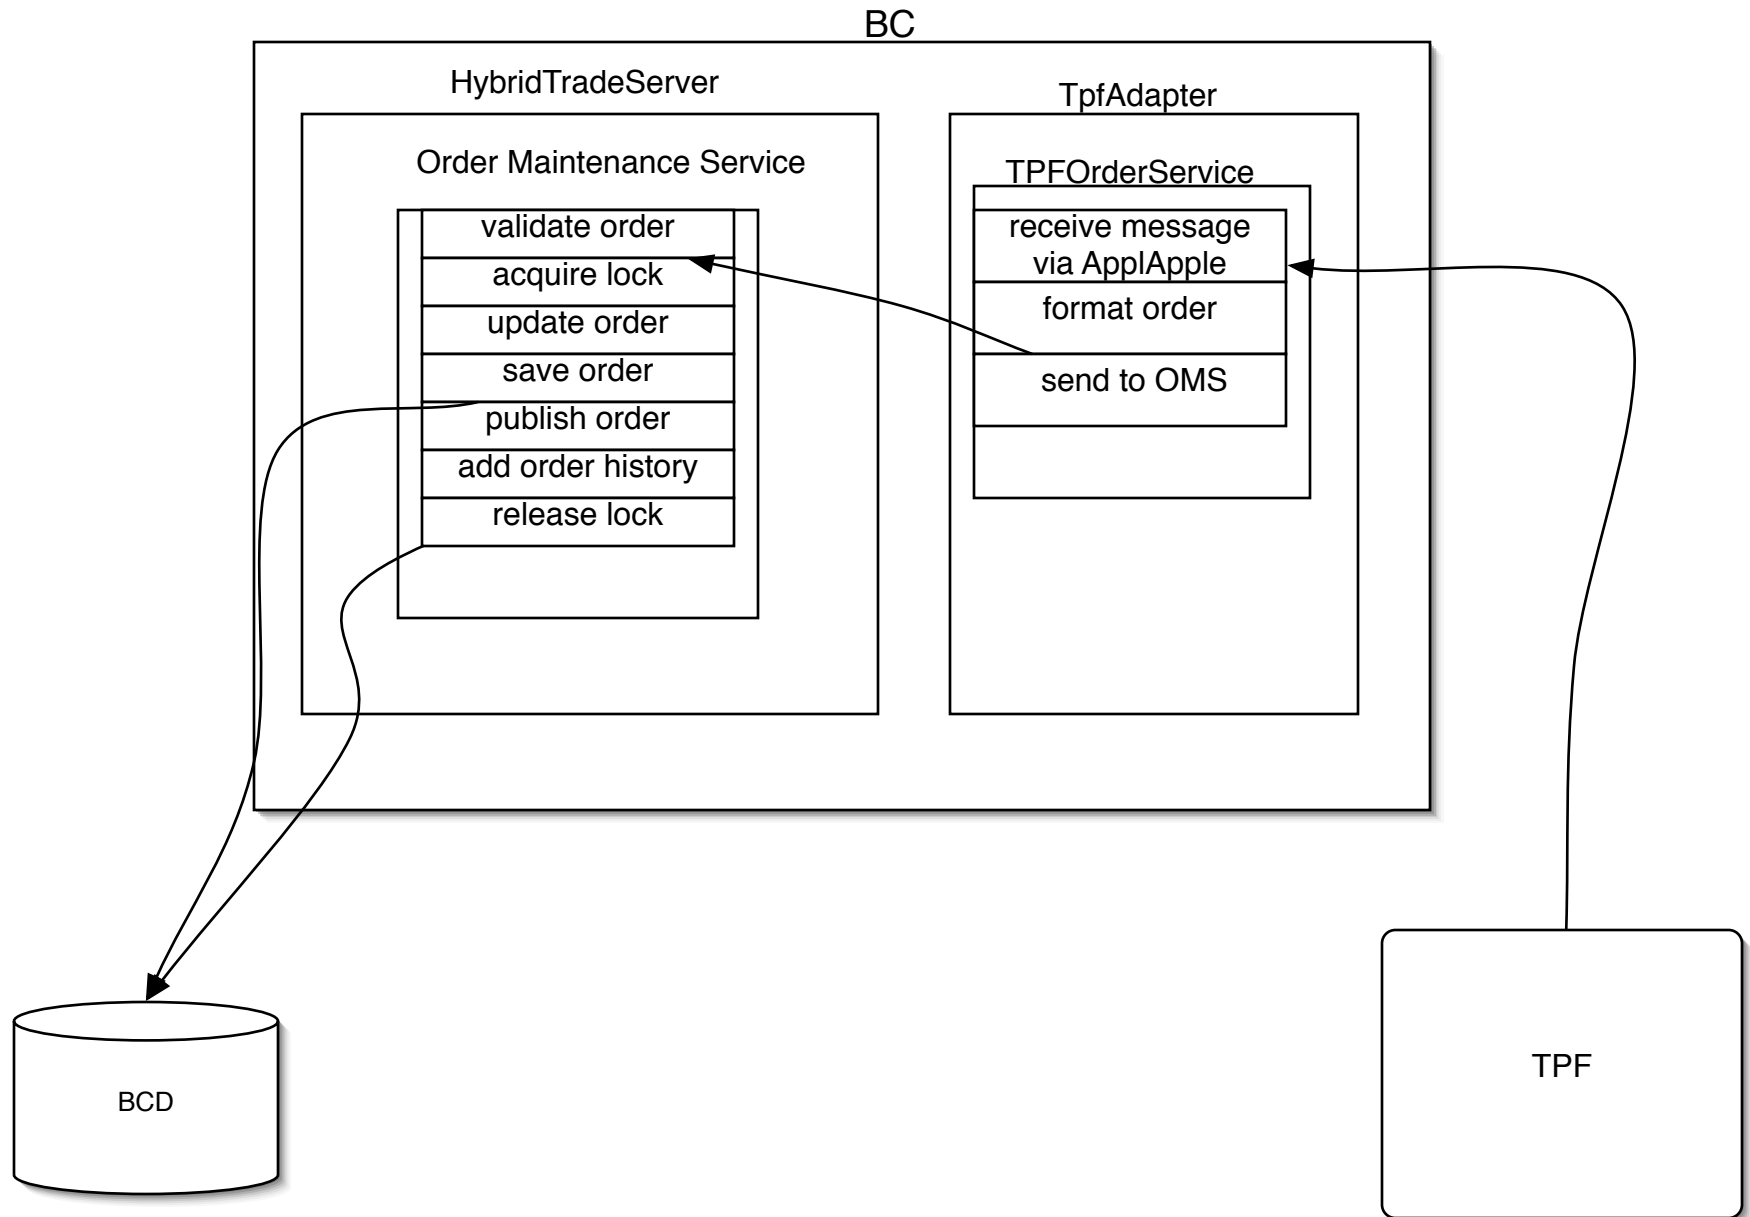 BC
HybridTradeServer
Order Maintenance Service
validate order
acquire lock
update order
save order
publish order
add order history
release lock
TpfAdapter
TPFOrderService
receive message
via ApplApple
format order
send to OMS
BCD
TPF